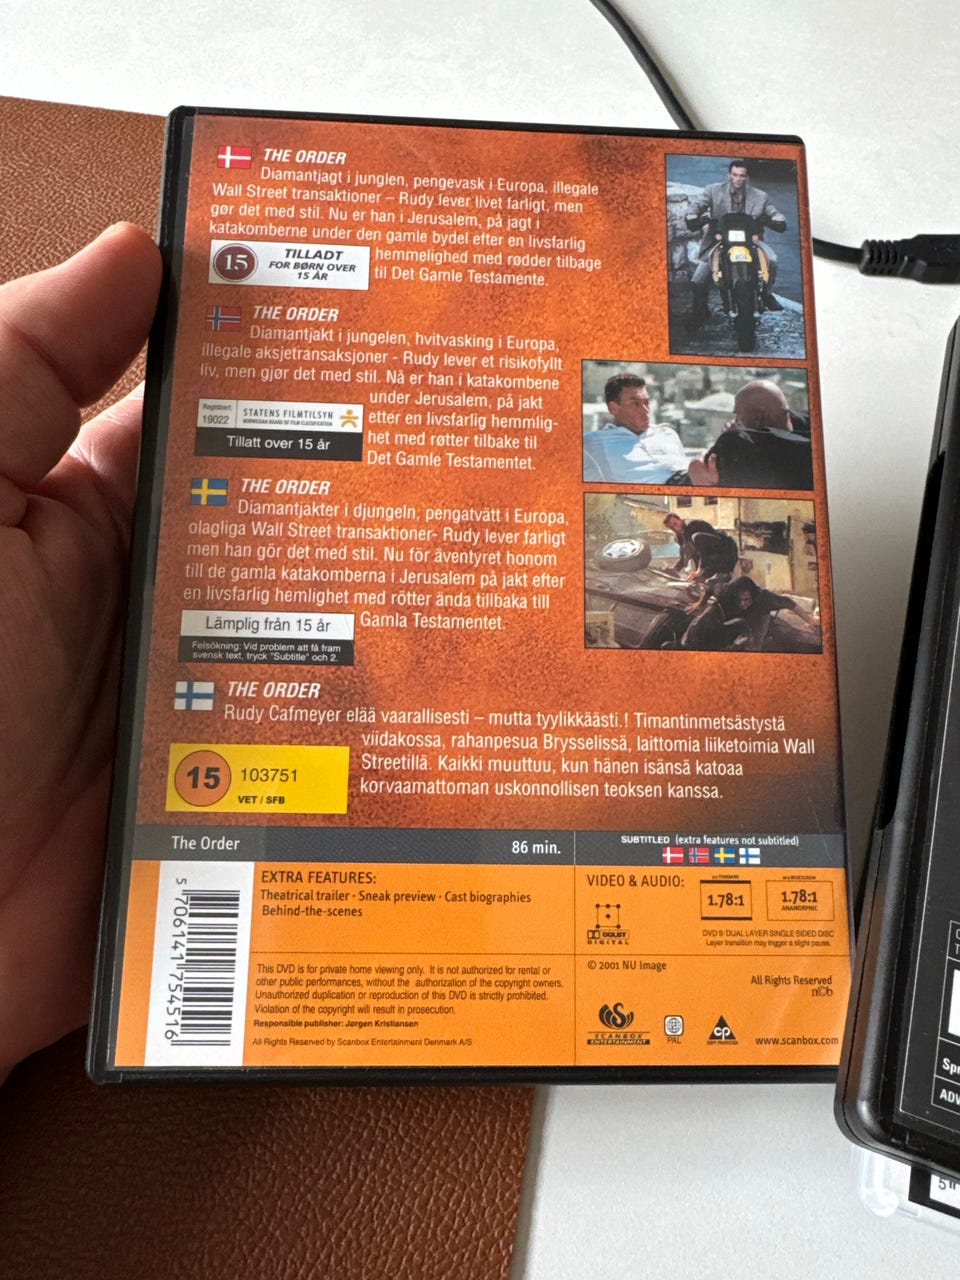 THE ORDER
Diamantjagt i junglen, pengevask i Europa, illegale
Wall Street transaktioner – Rudy lever livet farligt, men
gør det med stil. Nu er han i Jerusalem, på jagt i
katakomberne under den gamle bydel efter en livsfarlig
hemmelighed med rødder tilbage
til Det Gamle Testamente.
15
TILLADT
FOR BØRN OVER
15 ÅR
THE ORDER
Diamantjakt i jungelen, hvitvasking i Europa,
illegale aksjetransaksjoner - Rudy lever et risikofyllt
liv, men gjør det med stil. Nå er han i katakombene
under Jerusalem, på jakt
etter en livsfarlig hemmlig-
het med røtter tilbake til
Det Gamle Testamentet.
Registrert:
19022
STATENS FILMTILSYN
NORWEGIAN BOARD OF FILM CLASSIFICATION
Tillatt over 15 år
THE ORDER
Diamantjakter i djungeln, pengatvätt i Europa,
olagliga Wall Street transaktioner- Rudy lever farligt
men han gör det med stil. Nu för äventyret honom
till de gamla katakomberna i Jerusalem på jakt efter
en livsfarlig hemlighet med rötter ända tillbaka till
Gamla Testamentet.
Lämplig från 15 år
Felsökning: Vid problem att få fram
svensk text, tryck "Subtitle" och 2.
THE ORDER
Rudy Cafmeyer elää vaarallisesti – mutta tyylikkäästi.! Timantinmetsästystä
viidakossa, rahanpesua Brysselissä, laittomia liiketoimia Wall
Streetillä. Kaikki muuttuu, kun hänen isänsä katoaa
korvaamattoman uskonnollisen teoksen kanssa.
15
103751
VET / SFB
The Order
86 min.
SUBTITLED (extra features not subtitled)
5 706141 754516
EXTRA FEATURES:
Theatrical trailer · Sneak preview · Cast biographies
Behind-the-scenes
VIDEO & AUDIO:
DOLBY
DIGITAL
1.78:1
1.78:1
ANAMORPHIC
DVD 9: DUAL LAYER SINGLE SIDED DISC
Layer transition may trigger a slight pause.
This DVD is for private home viewing only. It is not authorized for rental or
other public performances, without the authorization of the copyright owners.
Unauthorized duplication or reproduction of this DVD is strictly prohibited.
Violation of the copyright will result in prosecution.
Responsible publisher: Jørgen Kristiansen
All Rights Reserved by Scanbox Entertainment Denmark A/S
© 2001 NU Image
All Rights Reserved
n©b
SCANBOX
ENTERTAINMENT
PAL
cp
www.scanbox.com
Spr
ADV
5"